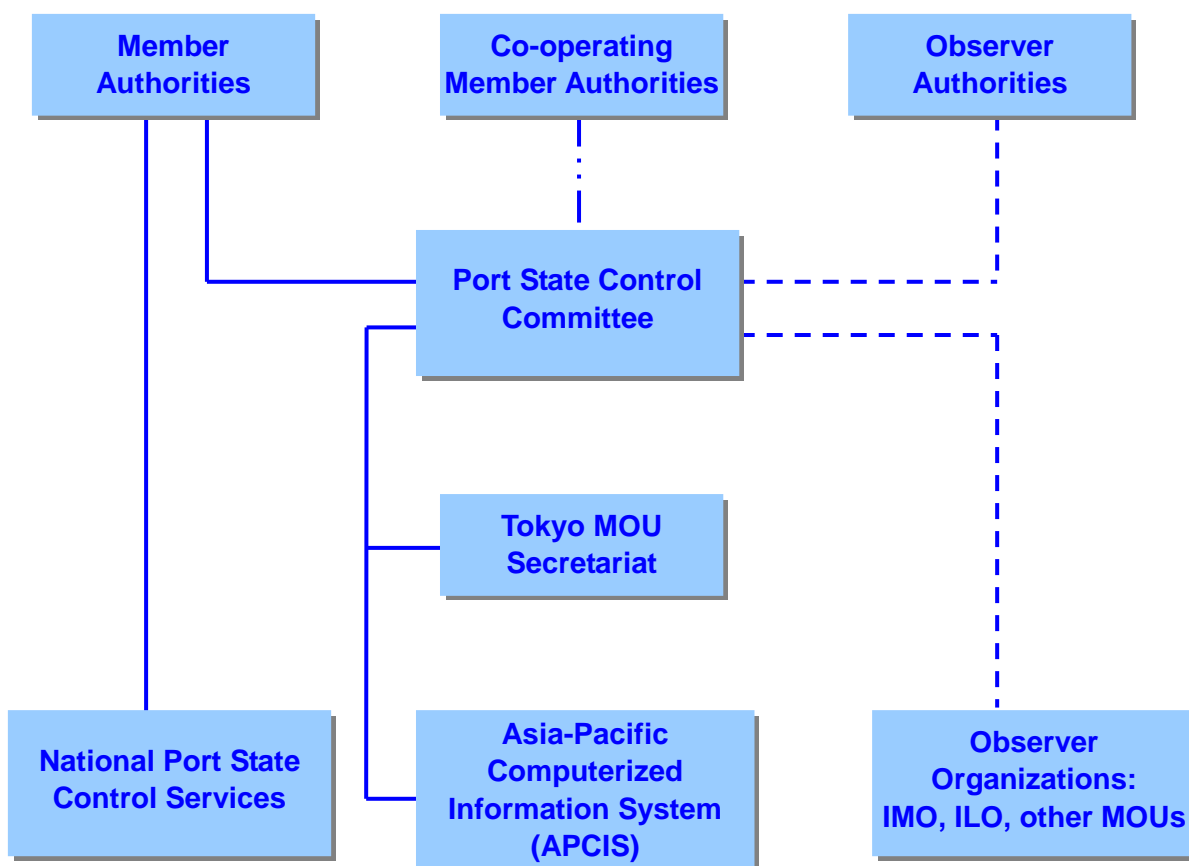 Member
Authorities
Co-operating
Member Authorities
Observer
Authorities
Port State Control
Committee
Tokyo MOU
Secretariat
National Port State
Control Services
Asia-Pacific
Computerized
Information System
(APCIS)
Observer
Organizations:
IMO, ILO, other MOUs